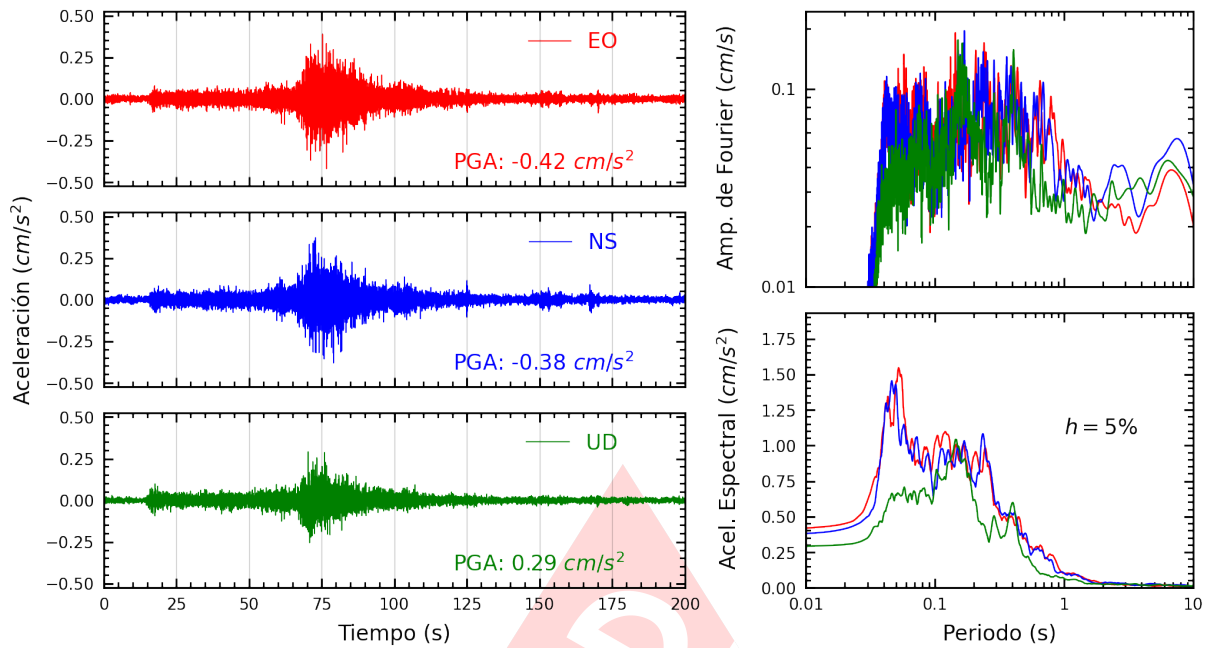 Aceleración (cm/s²)
0.50
0.25
0.00
−0.25
−0.50
EO
PGA: -0.42 cm/s²
0.50
0.25
0.00
−0.25
−0.50
NS
PGA: -0.38 cm/s²
0.50
0.25
0.00
−0.25
−0.50
UD
PGA: 0.29 cm/s²
0 25 50 75 100 125 150 175 200
Tiempo (s)
Amp. de Fourier (cm/s)
0.1
0.01
Acel. Espectral (cm/s²)
1.75
1.50
1.25
1.00
0.75
0.50
0.25
0.00
h = 5%
0.01 0.1 1 10
Periodo (s)